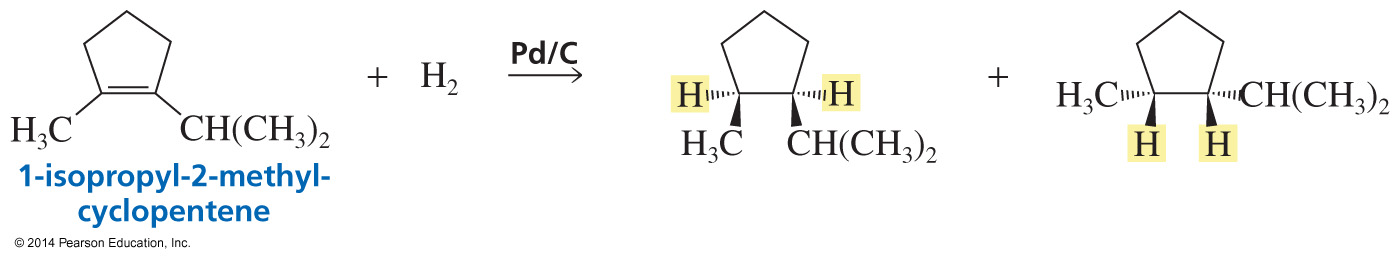 + H₂ Pd/C +
H H H₃C CH(CH₃)₂
H₃C CH(CH₃)₂ H₃C CH(CH₃)₂ H H
1-isopropyl-2-methyl-
cyclopentene
© 2014 Pearson Education, Inc.